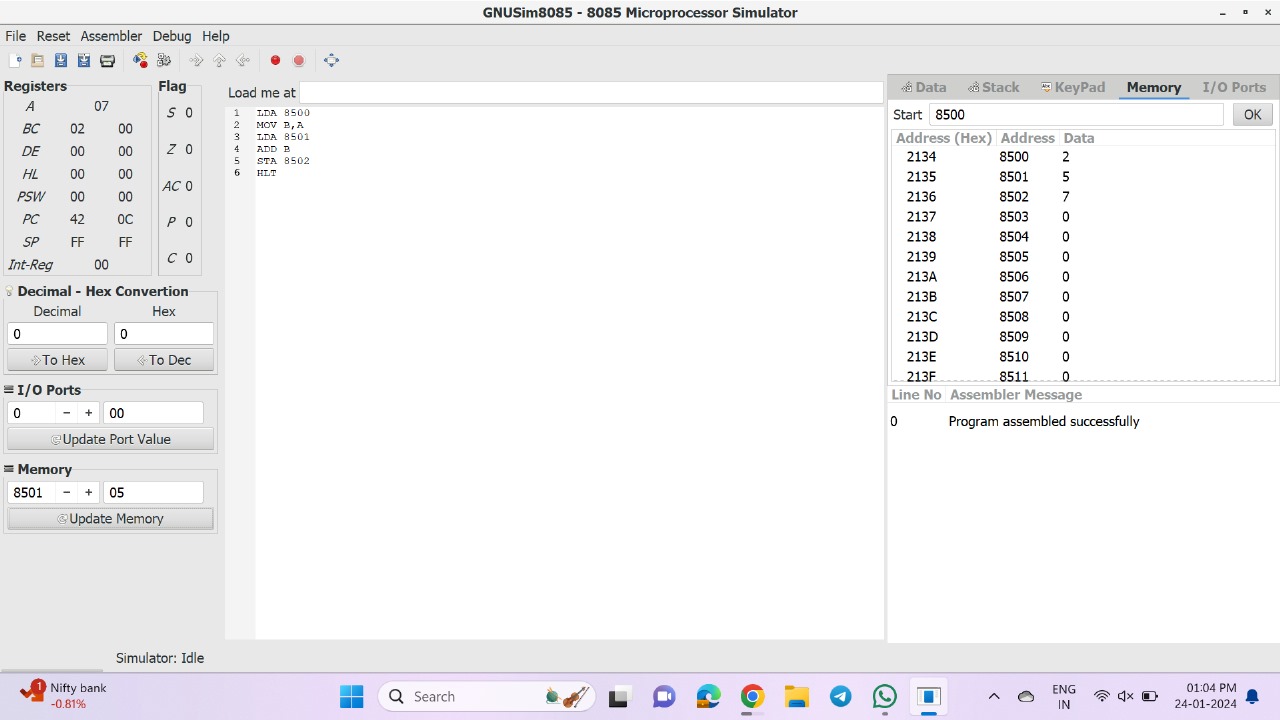 GNUSim8085 - 8085 Microprocessor Simulator
File Reset Assembler Debug Help
Registers
A 07
BC 02 00
DE 00 00
HL 00 00
PSW 00 00
PC 42 0C
SP FF FF
Int-Reg 00
Flag
S 0
Z 0
AC 0
P 0
C 0
Decimal - Hex Convertion
Decimal Hex
0 0
To Hex To Dec
I/O Ports
0 - + 00
Update Port Value
Memory
8501 - + 05
Update Memory
Load me at
1 LDA 8500
2 MOV B,A
3 LDA 8501
4 ADD B
5 STA 8502
6 HLT
Data Stack KeyPad Memory I/O Ports
Start 8500 OK
Address (Hex) Address Data
2134 8500 2
2135 8501 5
2136 8502 7
2137 8503 0
2138 8504 0
2139 8505 0
213A 8506 0
213B 8507 0
213C 8508 0
213D 8509 0
213E 8510 0
213F 8511 0
Line No Assembler Message
0 Program assembled successfully
Simulator: Idle
1 Nifty bank
-0.81%
Search
ENG
IN
01:04 PM
24-01-2024